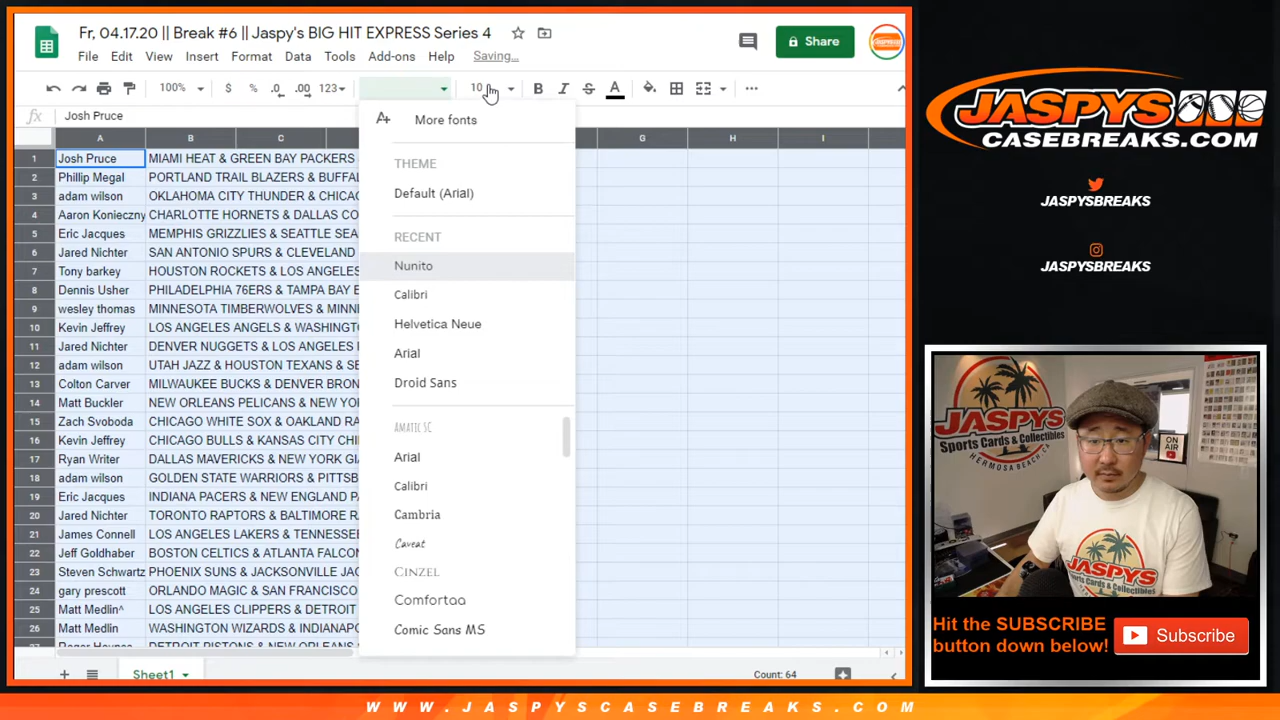 Fr, 04.17.20 || Break #6 || Jaspy's BIG HIT EXPRESS Series 4
File Edit View Insert Format Data Tools Add-ons Help Saving...
Share
100% $ % .0 .00 123 10 B I S A
fx Josh Pruce
A B C G H I
1 Josh Pruce MIAMI HEAT & GREEN BAY PACKERS
2 Phillip Megal PORTLAND TRAIL BLAZERS & BUFFAL
3 adam wilson OKLAHOMA CITY THUNDER & CHICAG
4 Aaron Konieczny CHARLOTTE HORNETS & DALLAS CO
5 Eric Jacques MEMPHIS GRIZZLIES & SEATTLE SEA
6 Jared Nichter SAN ANTONIO SPURS & CLEVELAND
7 Tony barkey HOUSTON ROCKETS & LOS ANGELES
8 Dennis Usher PHILADELPHIA 76ERS & TAMPA BAY
9 wesley thomas MINNESOTA TIMBERWOLVES & MINN
10 Kevin Jeffrey LOS ANGELES ANGELS & WASHINGT
11 Jared Nichter DENVER NUGGETS & LOS ANGELES
12 adam wilson UTAH JAZZ & HOUSTON TEXANS & SE
13 Colton Carver MILWAUKEE BUCKS & DENVER BRON
14 Matt Buckler NEW ORLEANS PELICANS & NEW YO
15 Zach Svoboda CHICAGO WHITE SOX & OAKLAND RA
16 Kevin Jeffrey CHICAGO BULLS & KANSAS CITY CHI
17 Ryan Writer DALLAS MAVERICKS & NEW YORK GI
18 adam wilson GOLDEN STATE WARRIORS & PITTSB
19 Eric Jacques INDIANA PACERS & NEW ENGLAND P
20 Jared Nichter TORONTO RAPTORS & BALTIMORE RA
21 James Connell LOS ANGELES LAKERS & TENNESSE
22 Jeff Goldhaber BOSTON CELTICS & ATLANTA FALCON
23 Steven Schwartz PHOENIX SUNS & JACKSONVILLE JAG
24 gary prescott ORLANDO MAGIC & SAN FRANCISCO
25 Matt Medlin^ LOS ANGELES CLIPPERS & DETROIT
26 Matt Medlin WASHINGTON WIZARDS & INDIANAPO
More fonts
THEME
Default (Arial)
RECENT
Nunito
Calibri
Helvetica Neue
Arial
Droid Sans
AMATIC SC
Arial
Calibri
Cambria
Caveat
CINZEL
Comfortaa
Comic Sans MS
Sheet1
Count: 64
JASPYS
CASEBREAKS.COM
JASPYSBREAKS
JASPYSBREAKS
JASPYS
Sports Cards & Collectibles
HERMOSA BEACH, CA
ON AIR
JASPYS
Hit the SUBSCRIBE
button down below!
Subscribe
WWW.JASPYSCASEBREAKS.COM